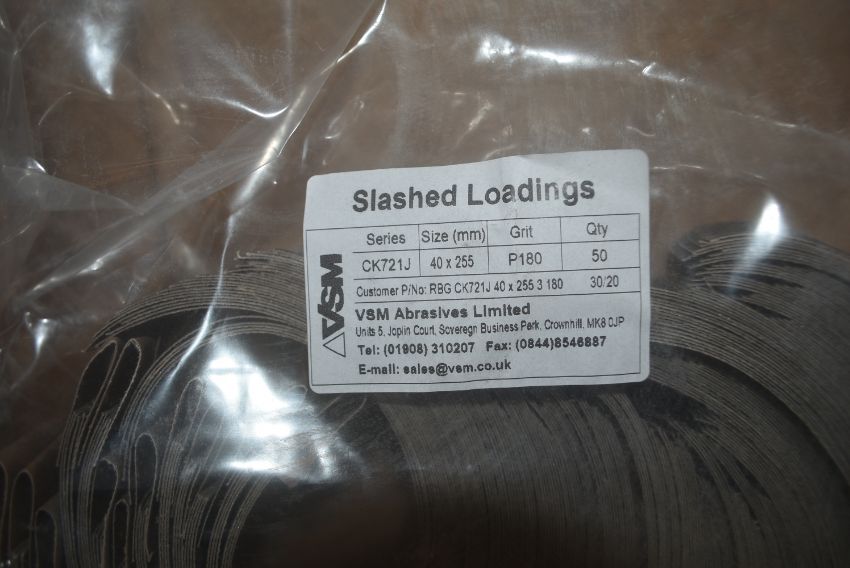 Slashed Loadings
Series Size (mm) Grit Qty
CK721J 40 x 255 P180 50
Customer P/No: RBG CK721J 40 x 255 3 180 30/20
VSM
VSM Abrasives Limited
Units 5, Joplin Court, Soveregn Business Park, Crownhill, MK8 0JP
Tel: (01908) 310207 Fax: (0844)8546887
E-mail: sales@vsm.co.uk